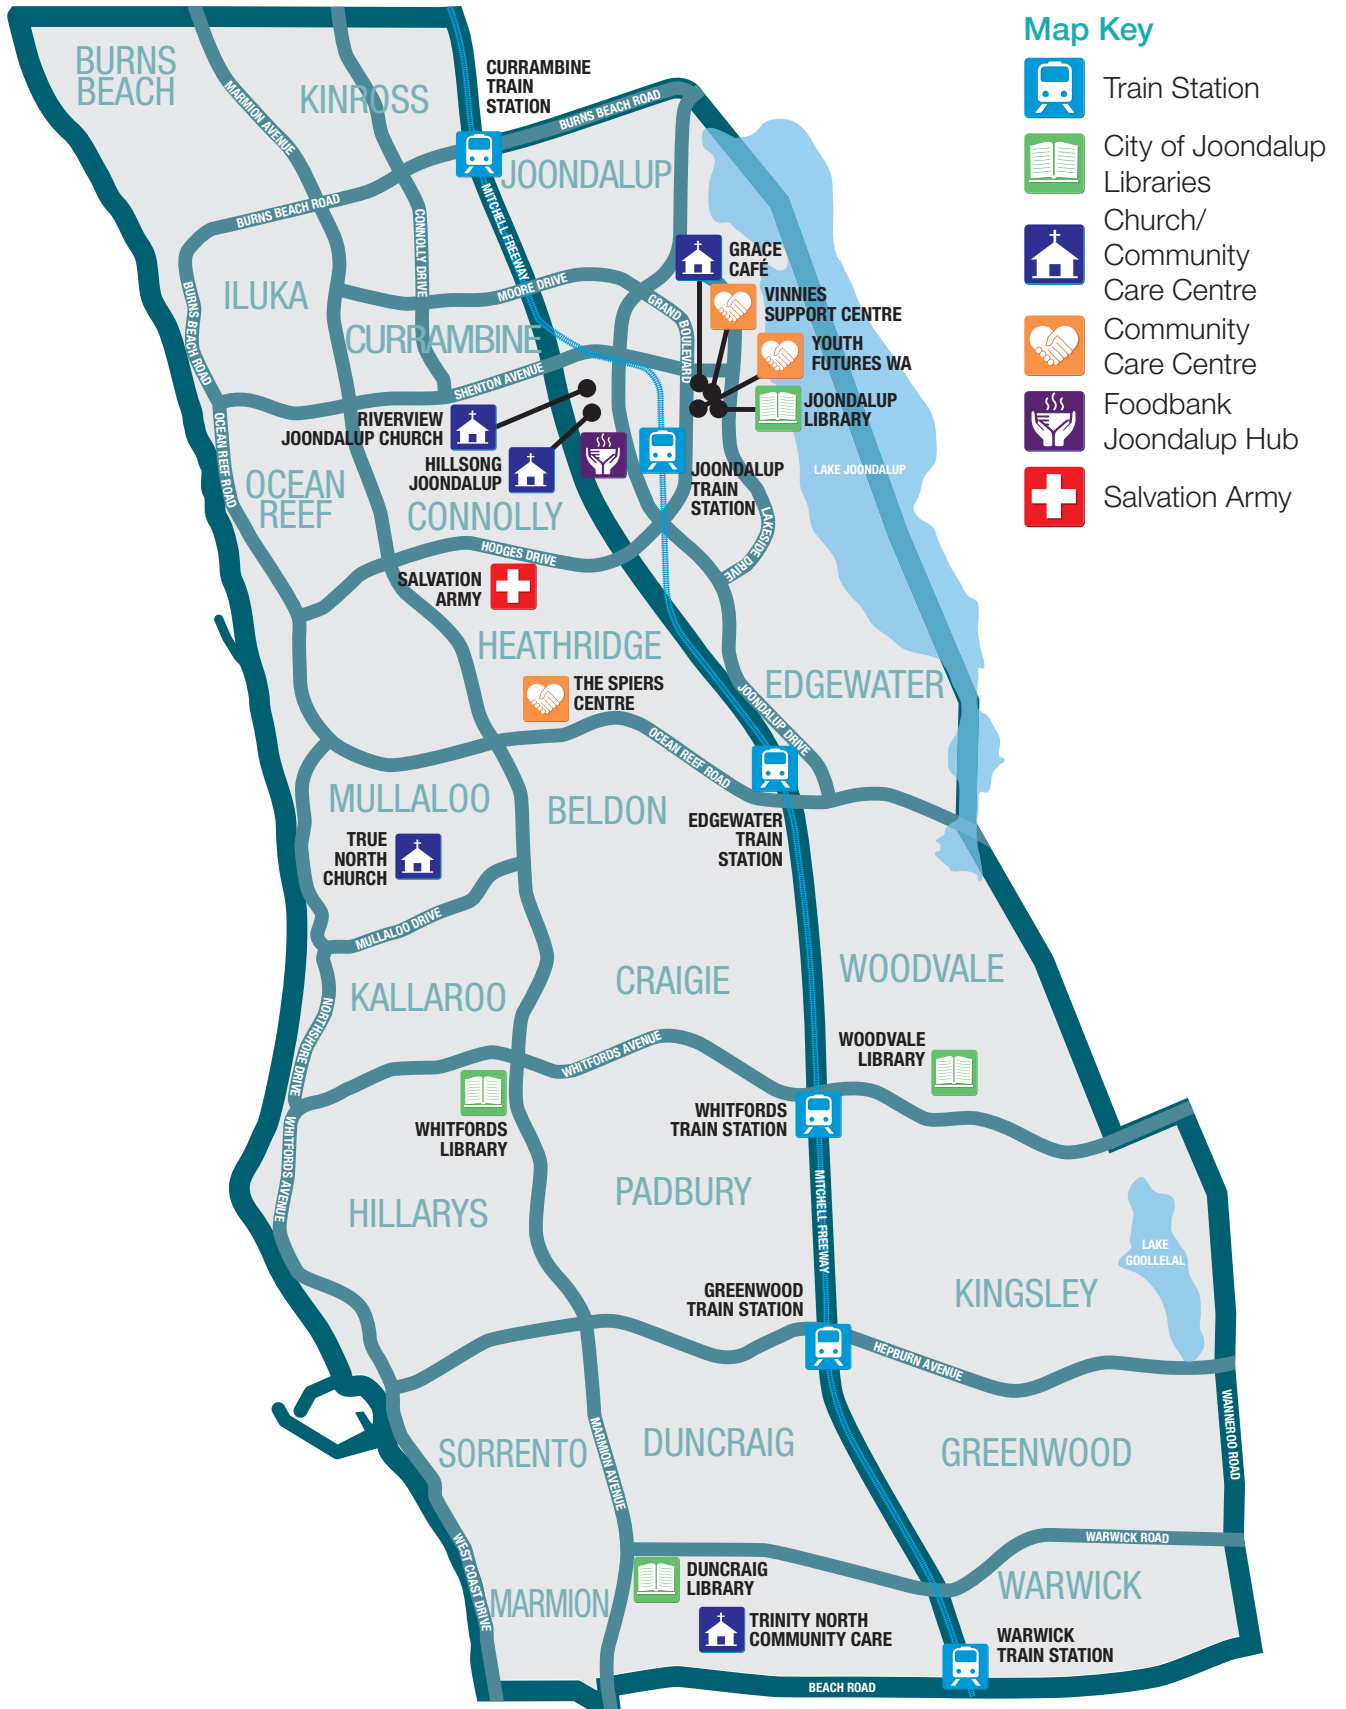 Map Key
Train Station
City of Joondalup
Libraries
Church/
Community
Care Centre
Community
Care Centre
Foodbank
Joondalup Hub
Salvation Army
BURNS
BEACH
MARMION AVENUE
KINROSS
CURRAMBINE
TRAIN
STATION
BURNS BEACH ROAD
JOONDALUP
BURNS BEACH ROAD
CONNOLLY DRIVE
MITCHELL FREEWAY
GRACE
CAFÉ
ILUKA
BURNS BEACH ROAD
MOORE DRIVE
GRAND BOULEVARD
VINNIES
SUPPORT CENTRE
CURRAMBINE
YOUTH
FUTURES WA
SHENTON AVENUE
JOONDALUP
LIBRARY
RIVERVIEW
JOONDALUP CHURCH
OCEAN REEF ROAD
HILLSONG
JOONDALUP
JOONDALUP
TRAIN
STATION
LAKE JOONDALUP
OCEAN
REEF
CONNOLLY
LAKESIDE DRIVE
HODGES DRIVE
SALVATION
ARMY
HEATHRIDGE
EDGEWATER
THE SPIERS
CENTRE
JOONDALUP DRIVE
OCEAN REEF ROAD
MULLALOO
BELDON
EDGEWATER
TRAIN
STATION
TRUE
NORTH
CHURCH
MULLALOO DRIVE
CRAIGIE
WOODVALE
KALLAROO
NORTHSHORE DRIVE
WHITFORDS AVENUE
WOODVALE
LIBRARY
WHITFORDS
LIBRARY
WHITFORDS
TRAIN STATION
WHITFORDS AVENUE
MITCHELL FREEWAY
PADBURY
HILLARYS
LAKE
GOOLLELAL
KINGSLEY
GREENWOOD
TRAIN STATION
HEPBURN AVENUE
WANNEROO ROAD
MARMION AVENUE
SORRENTO
DUNCRAIG
GREENWOOD
WEST COAST DRIVE
WARWICK ROAD
DUNCRAIG
LIBRARY
WARWICK
MARMION
TRINITY NORTH
COMMUNITY CARE
WARWICK
TRAIN STATION
BEACH ROAD